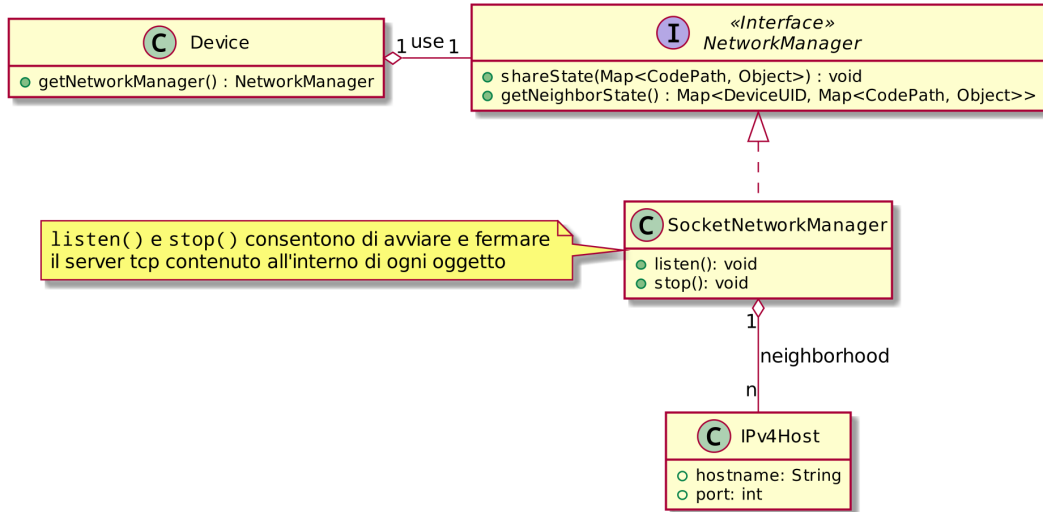 C Device
getNetworkManager() : NetworkManager
1 use 1
«Interface»
I NetworkManager
shareState(Map<CodePath, Object>) : void
getNeighborState() : Map<DeviceUID, Map<CodePath, Object>>
listen() e stop() consentono di avviare e fermare
il server tcp contenuto all'interno di ogni oggetto
C SocketNetworkManager
listen(): void
stop(): void
1
neighborhood
n
C IPv4Host
hostname: String
port: int